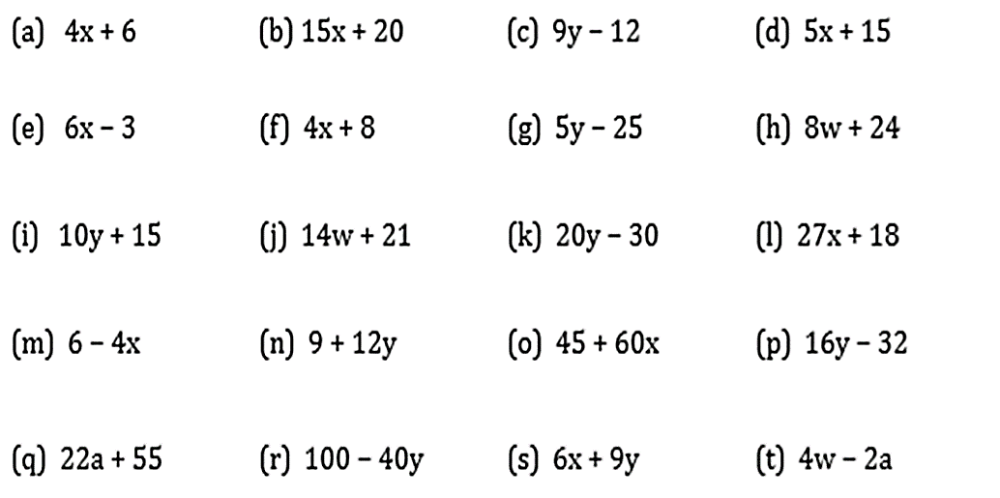 (a) 4x + 6 (b) 15x + 20 (c) 9y – 12 (d) 5x + 15
(e) 6x – 3 (f) 4x + 8 (g) 5y – 25 (h) 8w + 24
(i) 10y + 15 (j) 14w + 21 (k) 20y – 30 (l) 27x + 18
(m) 6 – 4x (n) 9 + 12y (o) 45 + 60x (p) 16y – 32
(q) 22a + 55 (r) 100 – 40y (s) 6x + 9y (t) 4w – 2a